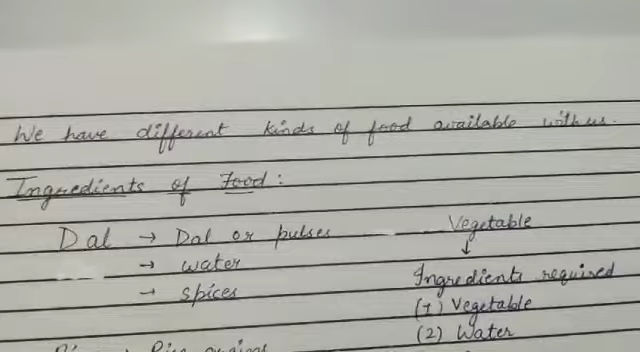 We have different kinds of food available with us.
Ingredients of Food:
Dal → Dal or pulses
→ water
→ spices
Vegetable
↓
Ingredients required
(1) Vegetable
(2) Water